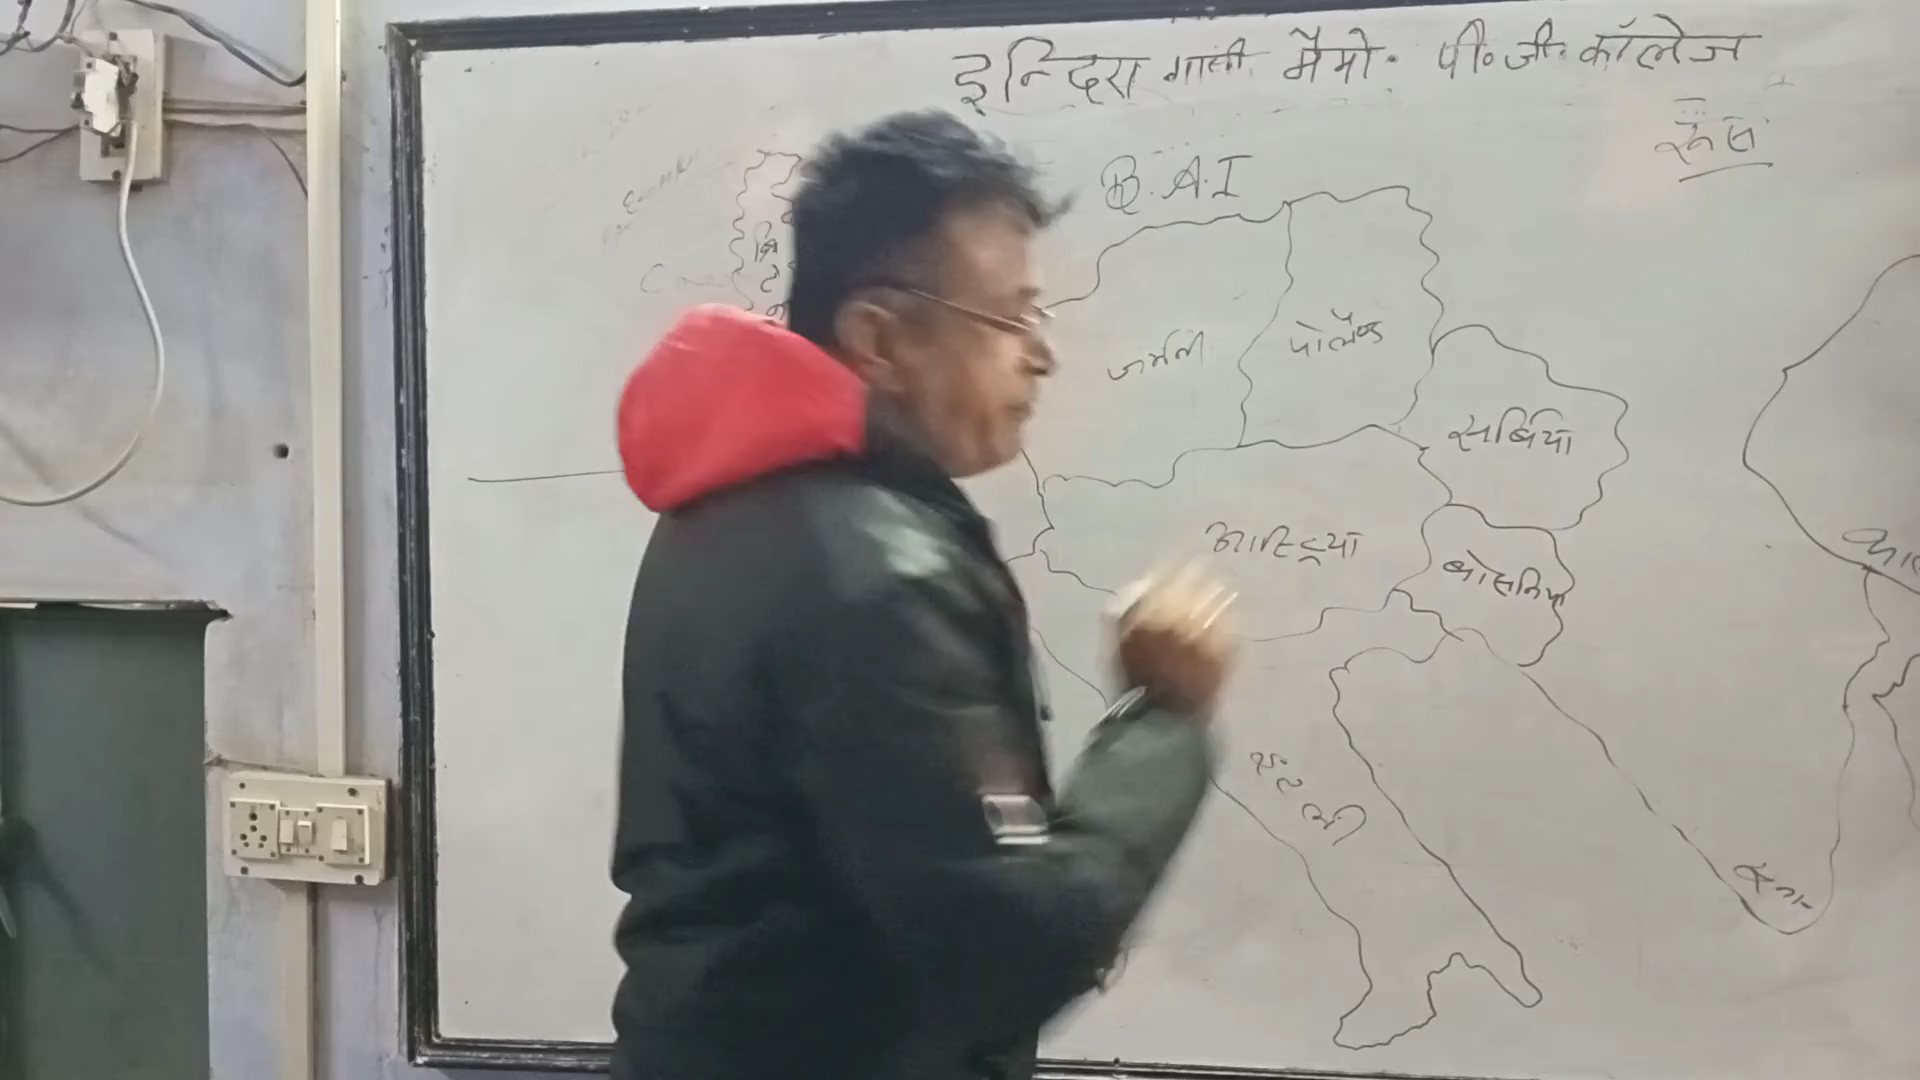 इन्दिरा गाांधी मैमो. पी. जी. कॉलेज
रूस
B.A.I
ब्रिटेन
जर्मनी
पोलैण्ड
सर्बिया
आस्ट्रिया
बोसनिया
इटली